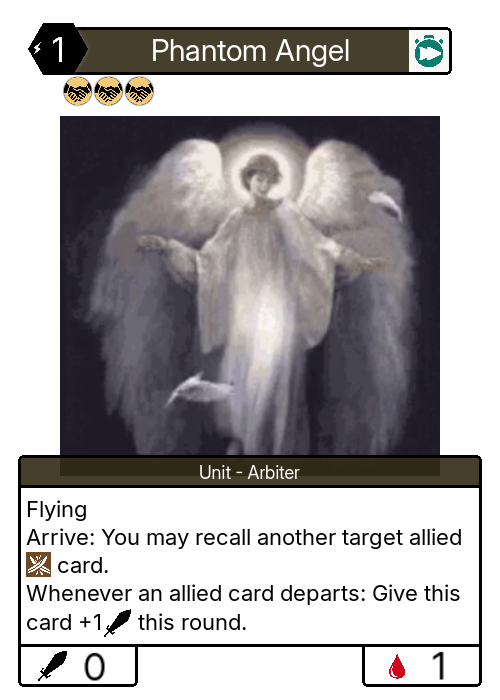 1
Phantom Angel
Unit - Arbiter
Flying
Arrive: You may recall another target allied
card.
Whenever an allied card departs: Give this
card +1 this round.
0
1